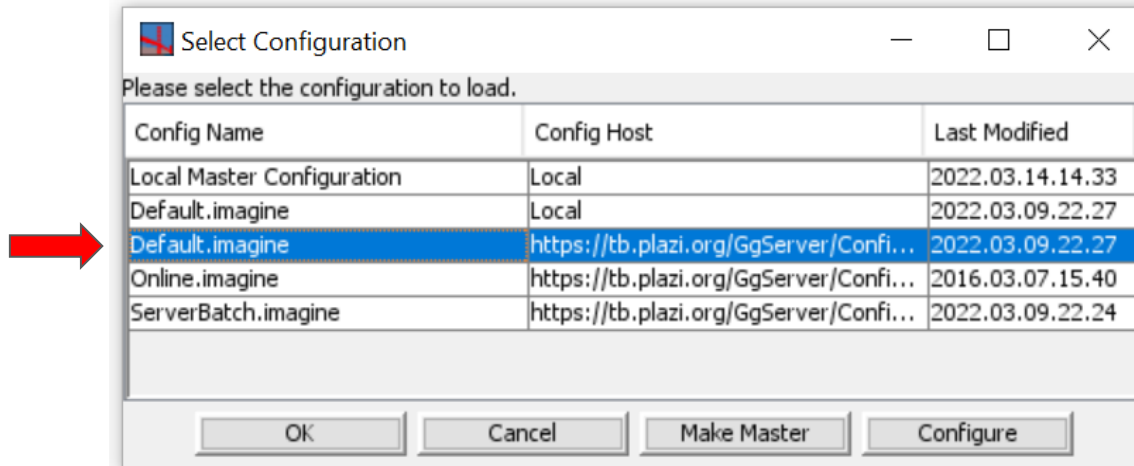 Select Configuration
Please select the configuration to load.
Config Name Config Host Last Modified
Local Master Configuration Local 2022.03.14.14.33
Default.imagine Local 2022.03.09.22.27
Default.imagine https://tb.plazi.org/GgServer/Confi... 2022.03.09.22.27
Online.imagine https://tb.plazi.org/GgServer/Confi... 2016.03.07.15.40
ServerBatch.imagine https://tb.plazi.org/GgServer/Confi... 2022.03.09.22.24
OK Cancel Make Master Configure